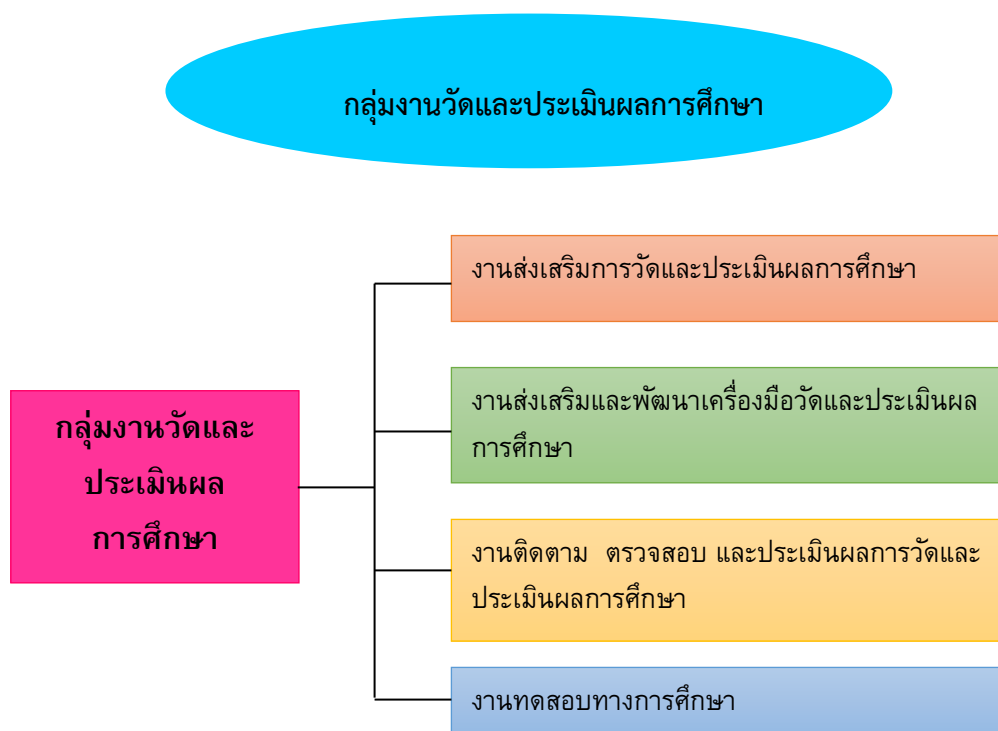 กลุ่มงานวัดและประเมินผลการศึกษา
งานส่งเสริมการวัดและประเมินผลการศึกษา
งานส่งเสริมและพัฒนาเครื่องมือวัดและประเมินผล
การศึกษา
กลุ่มงานวัดและ
ประเมินผล
การศึกษา
งานติดตาม  ตรวจสอบ และประเมินผลการวัดและ
ประเมินผลการศึกษา
งานทดสอบทางการศึกษา